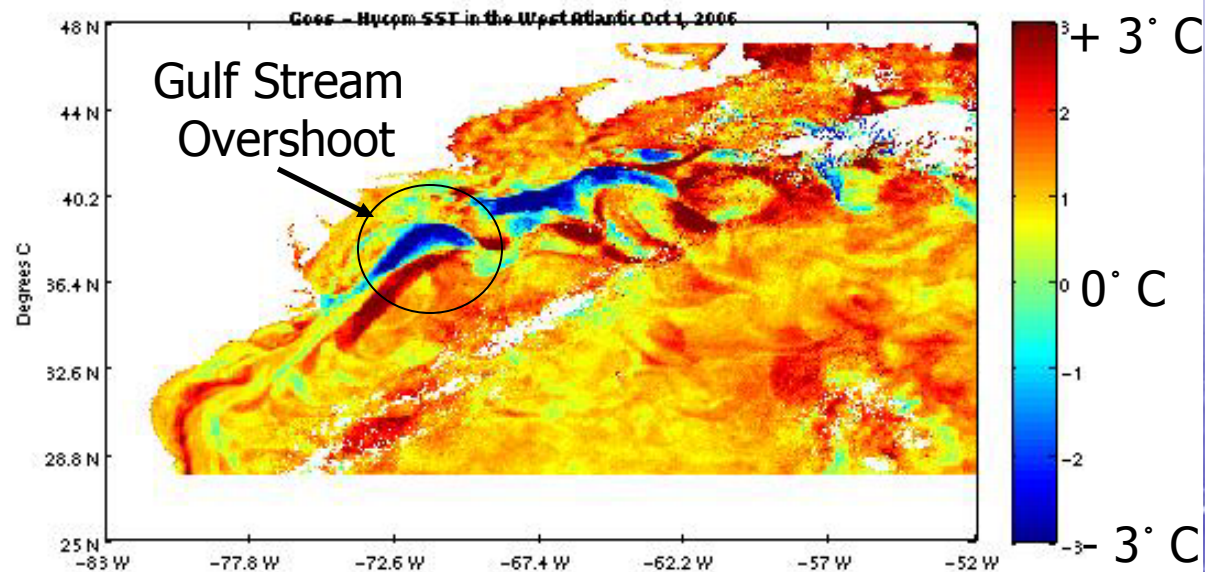 Goes - Hycom SST in the West Atlantic Oct 1, 2006
Gulf Stream
Overshoot
Degrees C
48 N
44 N
40.2
36.4 N
32.6 N
28.8 N
25 N
-83 W
-77.8 W
-72.6 W
-67.4 W
-62.2 W
-57 W
-52 W
3
2
1
0
-1
-2
-3
+ 3° C
0° C
- 3° C